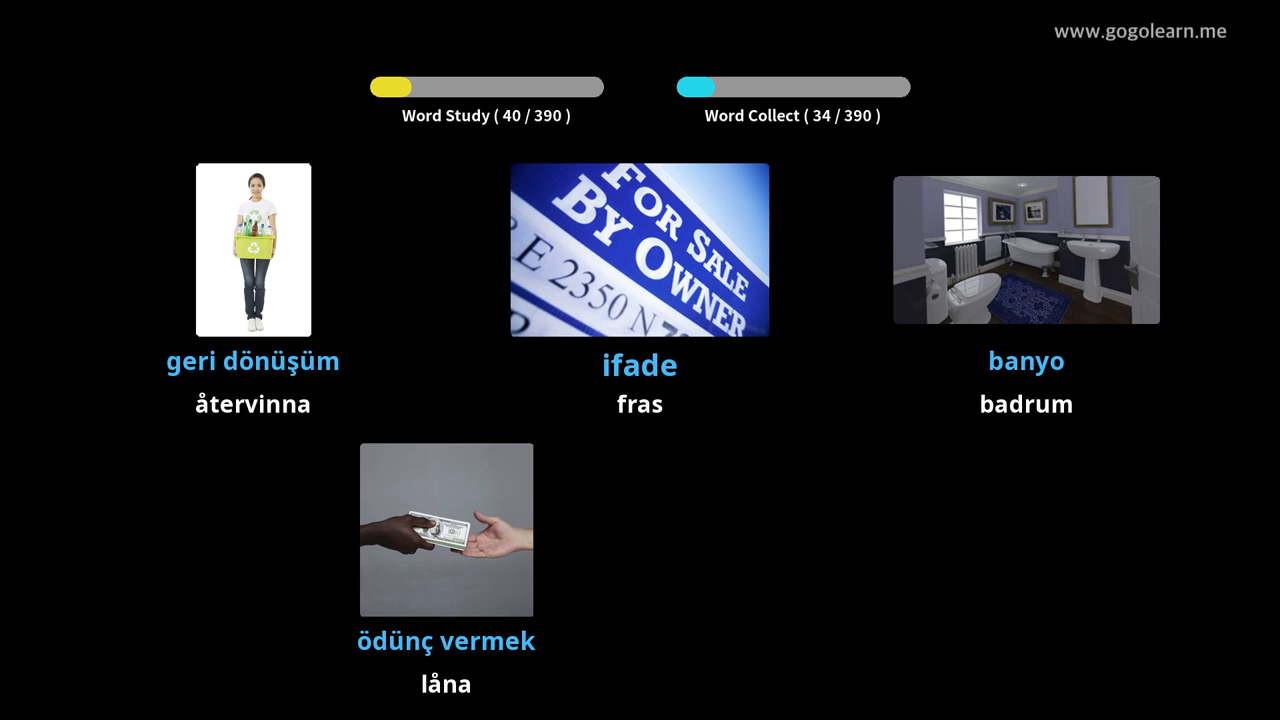 www.gogolearn.me
Word Study ( 40 / 390 )
Word Collect ( 34 / 390 )
FOR SALE
BY OWNER
E 2350 N
geri dönüşüm
ifade
banyo
återvinna
fras
badrum
ödünç vermek
låna